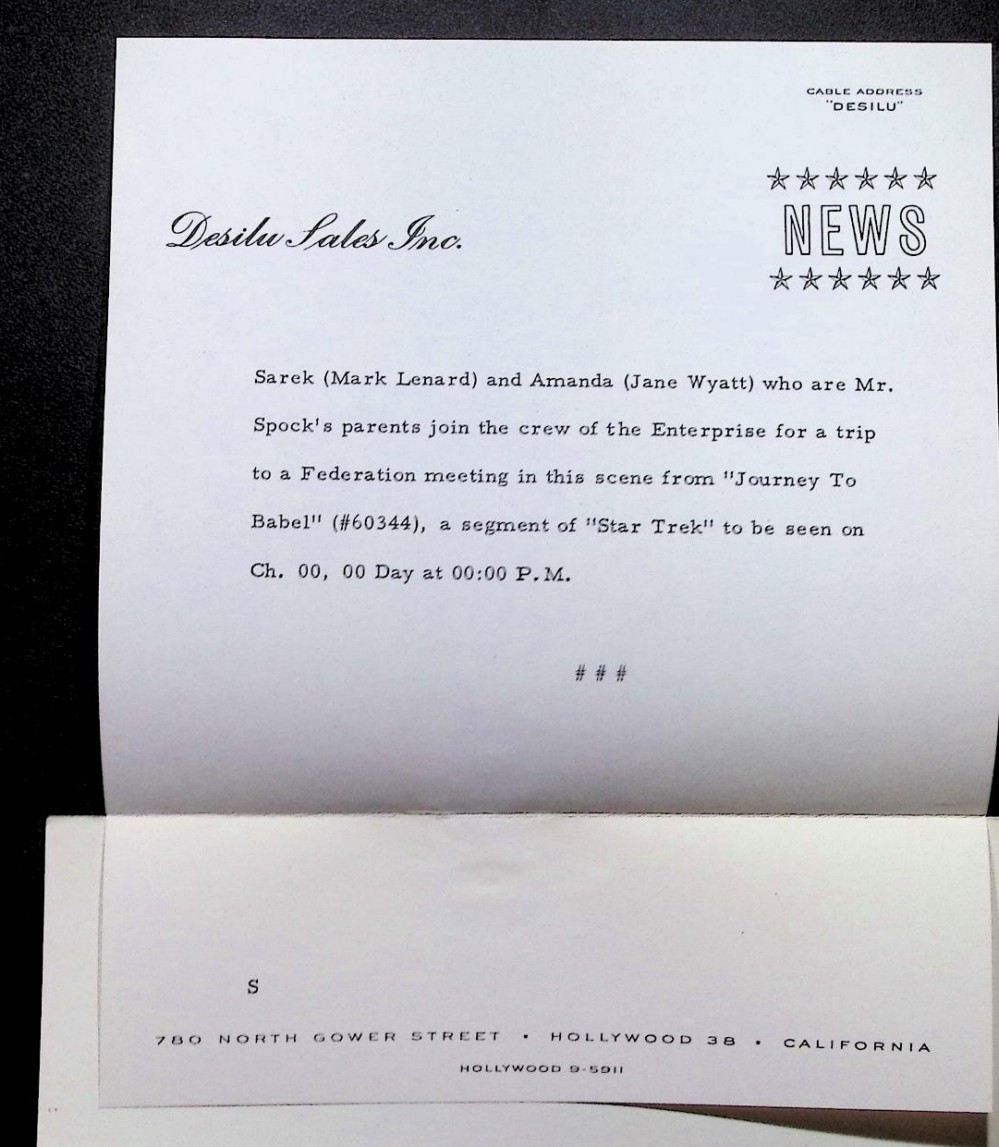 CABLE ADDRESS
"DESILU"
★★★★★★
NEWS
★★★★★★
Desilu Sales Inc.
Sarek (Mark Lenard) and Amanda (Jane Wyatt) who are Mr.
Spock's parents join the crew of the Enterprise for a trip
to a Federation meeting in this scene from "Journey To
Babel" (#60344), a segment of "Star Trek" to be seen on
Ch. 00, 00 Day at 00:00 P.M.
# # #
S
780 NORTH GOWER STREET • HOLLYWOOD 38 • CALIFORNIA
HOLLYWOOD 9-5911